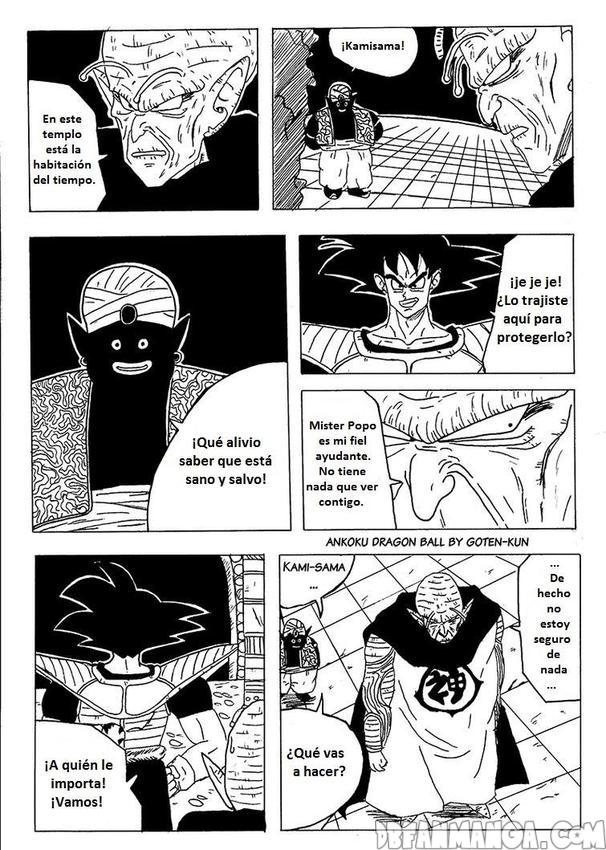 En este
templo
está la
habitación
del tiempo.
¡Kamisama!
¡Qué alivio
saber que está
sano y salvo!
¡je je je!
¿Lo trajiste
aquí para
protegerlo?
Mister Popo
es mi fiel
ayudante.
No tiene
nada que ver
contigo.
ANKOKU DRAGON BALL BY GOTEN-KUN
¡A quién le
importa!
¡Vamos!
KAMI-SAMA
...
...
De
hecho
no
estoy
seguro
de
nada
...
神
¿Qué vas
a hacer?
DBFANMANGA.COM